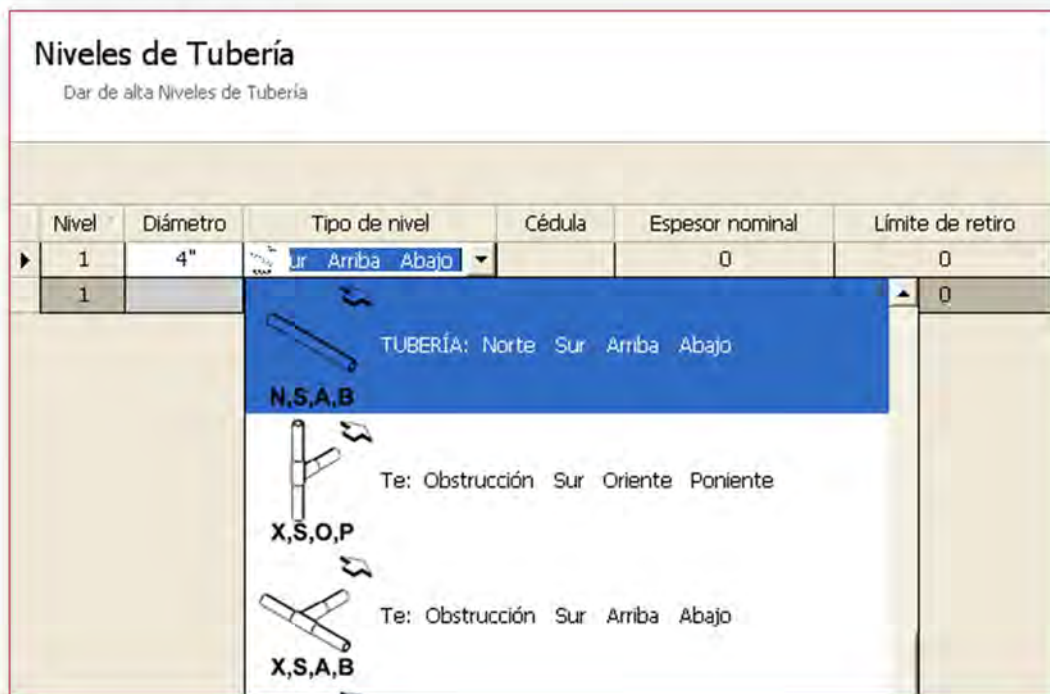 Niveles de Tubería
Dar de alta Niveles de Tubería
Nivel Diámetro Tipo de nivel Cédula Espesor nominal Límite de retiro
1 4" ur Arriba Abajo 0 0
1 0
TUBERÍA: Norte Sur Arriba Abajo
N,S,A,B
Te: Obstrucción Sur Oriente Poniente
X,S,O,P
Te: Obstrucción Sur Arriba Abajo
X,S,A,B